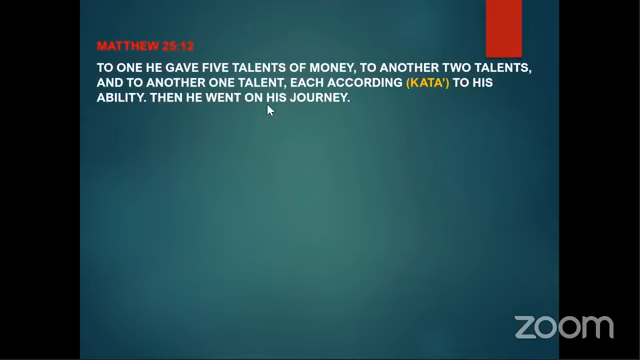 MATTHEW 25:12
TO ONE HE GAVE FIVE TALENTS OF MONEY, TO ANOTHER TWO TALENTS,
AND TO ANOTHER ONE TALENT, EACH ACCORDING (KATA') TO HIS
ABILITY. THEN HE WENT ON HIS JOURNEY.
zoom